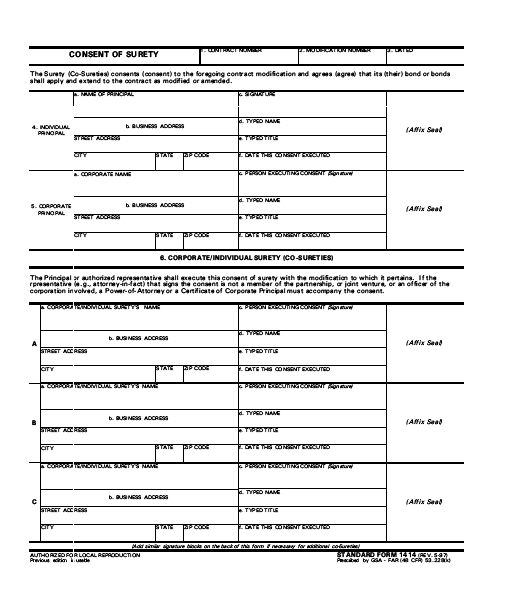 CONSENT OF SURETY
1. CONTRACT NUMBER
2. MODIFICATION NUMBER
3. DATED
The Surety (Co-Sureties) consents (consent) to the foregoing contract modification and agrees (agree) that its (their) bond or bonds
shall apply and extend to the contract as modified or amended.
4. INDIVIDUAL
PRINCIPAL
a. NAME OF PRINCIPAL
c. SIGNATURE
(Affix Seal)
b. BUSINESS ADDRESS
d. TYPED NAME
STREET ADDRESS
e. TYPED TITLE
CITY
STATE
ZIP CODE
f. DATE THIS CONSENT EXECUTED
5. CORPORATE
PRINCIPAL
a. CORPORATE NAME
c. PERSON EXECUTING CONSENT (Signature)
(Affix Seal)
b. BUSINESS ADDRESS
d. TYPED NAME
STREET ADDRESS
e. TYPED TITLE
CITY
STATE
ZIP CODE
f. DATE THIS CONSENT EXECUTED
6. CORPORATE/INDIVIDUAL SURETY (CO-SURETIES)
The Principal or authorized representative shall execute this consent of surety with the modification to which it pertains. If the
rpresentative (e.g., attorney-in-fact) that signs the consent is not a member of the partnership, or joint venture, or an officer of the
corporation involved, a Power-of-Attorney or a Certificate of Corporate Principal must accompany the consent.
A
a. CORPORATE/INDIVIDUAL SURETY'S NAME
c. PERSON EXECUTING CONSENT (Signature)
(Affix Seal)
b. BUSINESS ADDRESS
d. TYPED NAME
STREET ADDRESS
e. TYPED TITLE
CITY
STATE
ZIP CODE
f. DATE THIS CONSENT EXECUTED
B
a. CORPORATE/INDIVIDUAL SURETY'S NAME
c. PERSON EXECUTING CONSENT (Signature)
(Affix Seal)
b. BUSINESS ADDRESS
d. TYPED NAME
STREET ADDRESS
e. TYPED TITLE
CITY
STATE
ZIP CODE
f. DATE THIS CONSENT EXECUTED
C
a. CORPORATE/INDIVIDUAL SURETY'S NAME
c. PERSON EXECUTING CONSENT (Signature)
(Affix Seal)
b. BUSINESS ADDRESS
d. TYPED NAME
STREET ADDRESS
e. TYPED TITLE
CITY
STATE
ZIP CODE
f. DATE THIS CONSENT EXECUTED
(Add similar signature blocks on the back of this form if necessary for additional co-Sureties)
AUTHORIZED FOR LOCAL REPRODUCTION
Previous edition is usable
STANDARD FORM 1414 (REV. 5-97)
Prescribed by GSA - FAR (48 CFR) 53.228(k)